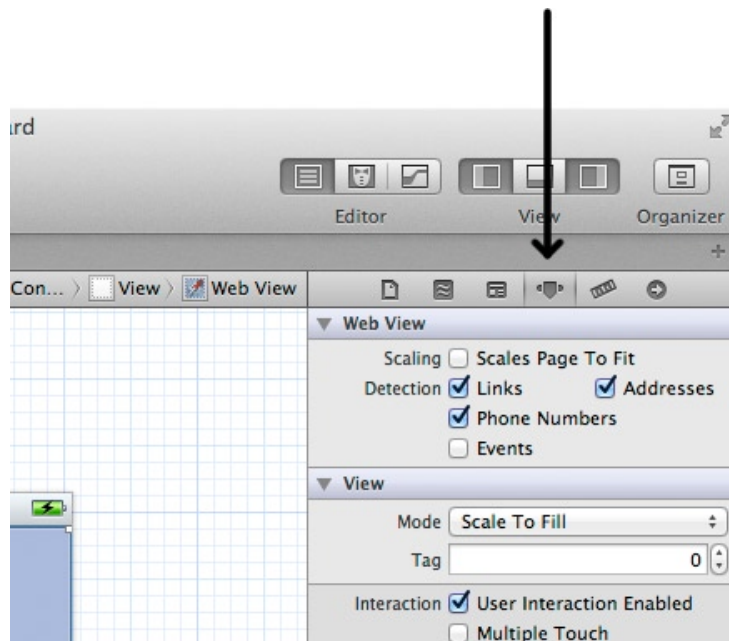 ard
Editor View Organizer
Con... View Web View
Web View
Scaling Scales Page To Fit
Detection Links Addresses
Phone Numbers
Events
View
Mode Scale To Fill
Tag 0
Interaction User Interaction Enabled
Multiple Touch